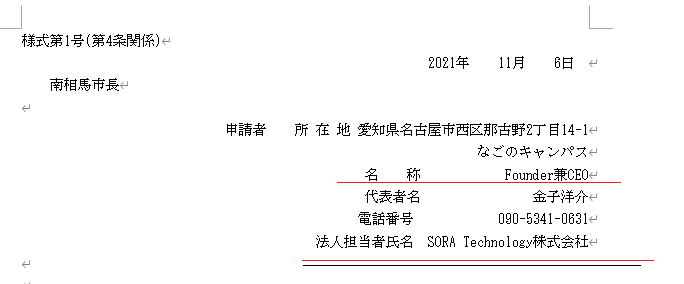 様式第1号(第4条関係)
2021年 11月 6日
南相馬市長
申請者 所 在 地 愛知県名古屋市西区那古野2丁目14-1
なごのキャンパス
名 称 Founder兼CEO
代表者名 金子洋介
電話番号 090-5341-0631
法人担当者氏名 SORA Technology株式会社